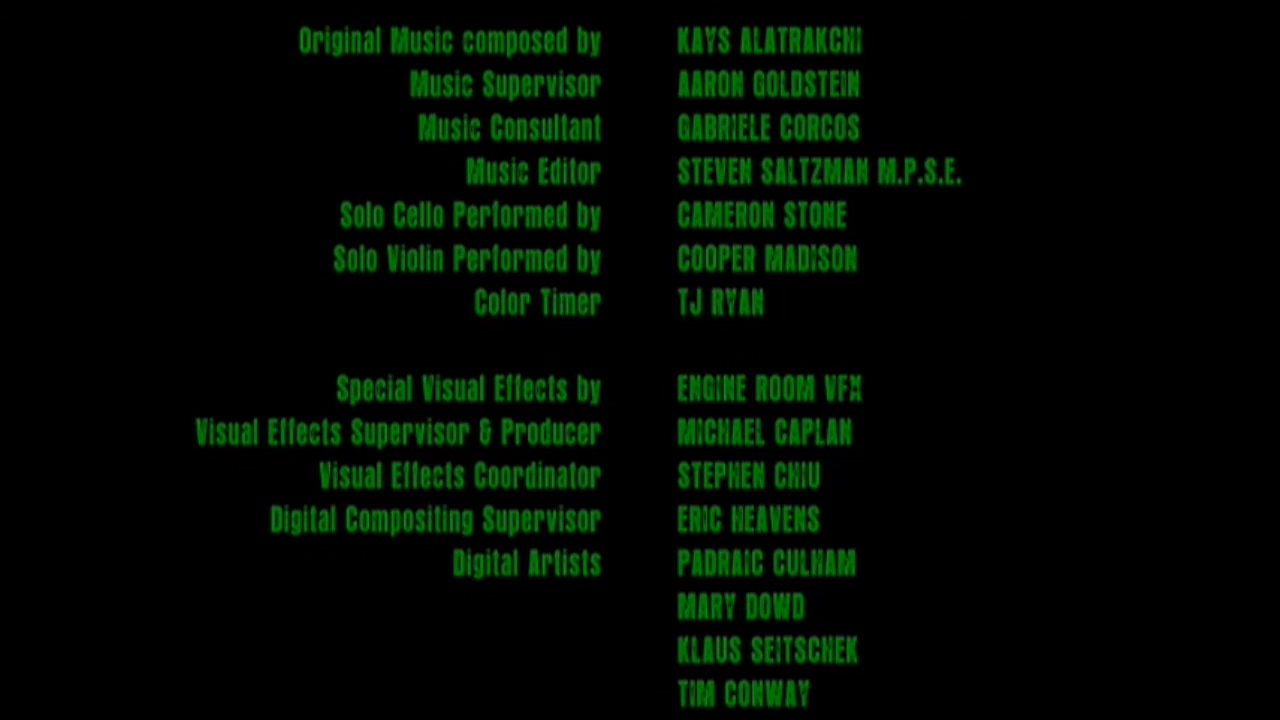 Original Music composed by KAYS ALATRAKCHI
Music Supervisor AARON GOLDSTEIN
Music Consultant GABRIELE CORCOS
Music Editor STEVEN SALTZMAN M.P.S.E.
Solo Cello Performed by CAMERON STONE
Solo Violin Performed by COOPER MADISON
Color Timer TJ RYAN
Special Visual Effects by ENGINE ROOM VFX
Visual Effects Supervisor & Producer MICHAEL CAPLAN
Visual Effects Coordinator STEPHEN CHIU
Digital Compositing Supervisor ERIC HEAVENS
Digital Artists PADRAIC CULHAM
MARY DOWD
KLAUS SEITSCHEK
TIM CONWAY